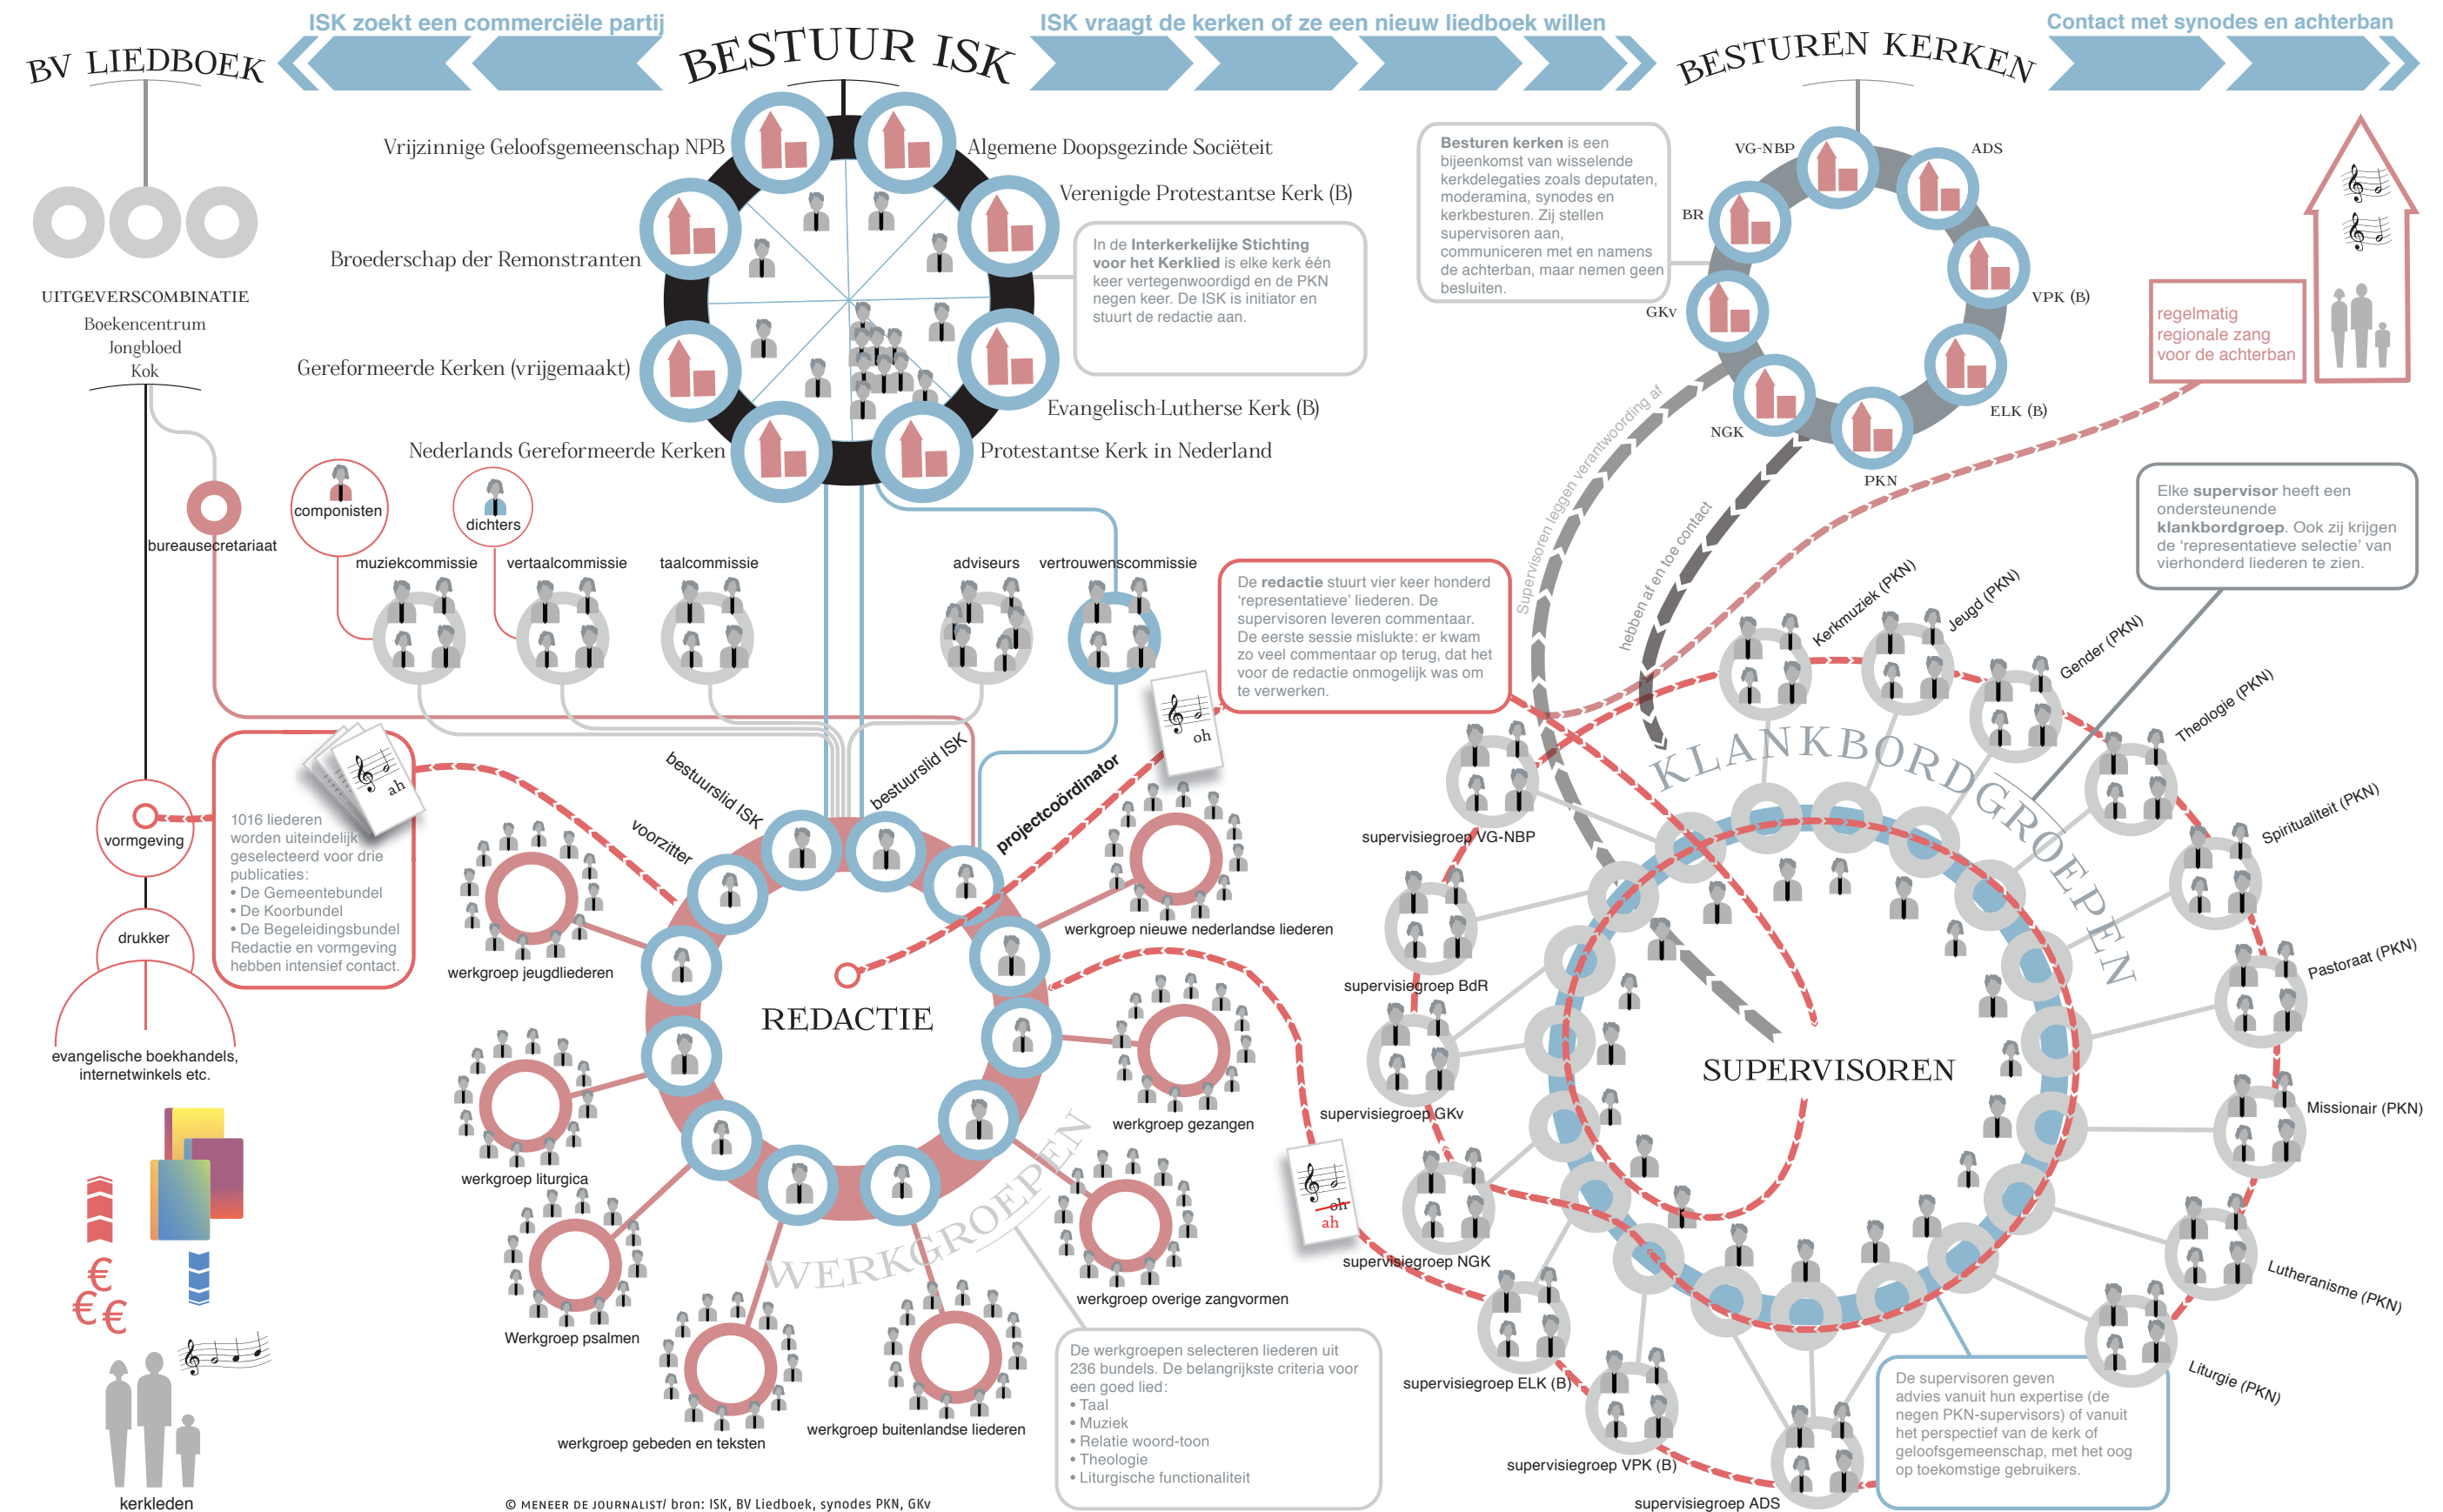 ISK zoekt een commerciële partij
ISK vraagt de kerken of ze een nieuw liedboek willen
Contact met synodes en achterban
BV LIEDBOEK
BESTUUR ISK
BESTUREN KERKEN
UITGEVERSCOMBINATIE
Boekencentrum
Jongbloed
Kok
Vrijzinnige Geloofsgemeenschap NPB
Algemene Doopsgezinde Sociëteit
Verenigde Protestantse Kerk (B)
Broederschap der Remonstranten
Gereformeerde Kerken (vrijgemaakt)
Evangelisch-Lutherse Kerk (B)
Nederlands Gereformeerde Kerken
Protestantse Kerk in Nederland
In de Interkerkelijke Stichting
voor het Kerklied is elke kerk één
keer vertegenwoordigd en de PKN
negen keer. De ISK is initiator en
stuurt de redactie aan.
Besturen kerken is een
bijeenkomst van wisselende
kerkdelegaties zoals deputaten,
moderamina, synodes en
kerkbesturen. Zij stellen
supervisoren aan,
communiceren met en namens
de achterban, maar nemen geen
besluiten.
VG-NBP
ADS
BR
VPK (B)
GKv
ELK (B)
NGK
PKN
regelmatig
regionale zang
voor de achterban
Supervisoren leggen verantwoording af
hebben af en toe contact
Elke supervisor heeft een
ondersteunende
klankbordgroep. Ook zij krijgen
de ‘representatieve selectie’ van
vierhonderd liederen te zien.
bureausecretariaat
componisten
dichters
muziekcommissie
vertaalcommissie
taalcommissie
adviseurs
vertrouwenscommissie
De redactie stuurt vier keer honderd
‘representatieve’ liederen. De
supervisoren leveren commentaar.
De eerste sessie mislukte: er kwam
zo veel commentaar op terug, dat het
voor de redactie onmogelijk was om
te verwerken.
oh
ah
vormgeving
drukker
evangelische boekhandels,
internetwinkels etc.
€
€€
kerkleden
1016 liederen
worden uiteindelijk
geselecteerd voor drie
publicaties:
• De Gemeentebundel
• De Koorbundel
• De Begeleidingsbundel
Redactie en vormgeving
hebben intensief contact.
voorzitter
bestuurslid ISK
bestuurslid ISK
projectcoördinator
REDACTIE
WERKGROEPEN
werkgroep jeugdliederen
werkgroep nieuwe nederlandse liederen
werkgroep liturgica
werkgroep gezangen
Werkgroep psalmen
werkgroep overige zangvormen
werkgroep gebeden en teksten
werkgroep buitenlandse liederen
oh
ah
De werkgroepen selecteren liederen uit
236 bundels. De belangrijkste criteria voor
een goed lied:
• Taal
• Muziek
• Relatie woord-toon
• Theologie
• Liturgische functionaliteit
KLANKBORDGROEPEN
SUPERVISOREN
Kerkmuziek (PKN)
Jeugd (PKN)
Gender (PKN)
Theologie (PKN)
Spiritualiteit (PKN)
Pastoraat (PKN)
Missionair (PKN)
Lutheranisme (PKN)
Liturgie (PKN)
supervisiegroep VG-NBP
supervisiegroep BdR
supervisiegroep GKv
supervisiegroep NGK
supervisiegroep ELK (B)
supervisiegroep VPK (B)
supervisiegroep ADS
De supervisoren geven
advies vanuit hun expertise (de
negen PKN-supervisors) of vanuit
het perspectief van de kerk of
geloofsgemeenschap, met het oog
op toekomstige gebruikers.
© MENEER DE JOURNALIST/ bron: ISK, BV Liedboek, synodes PKN, GKv